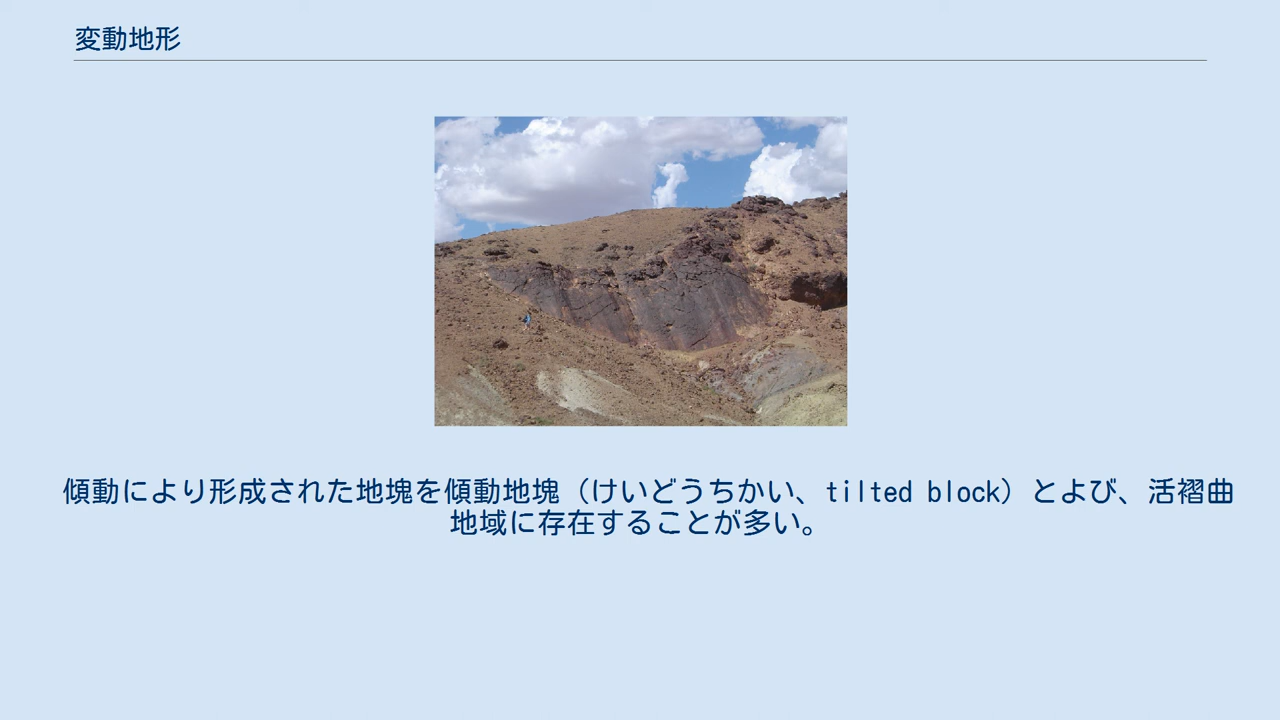 変動地形
傾動により形成された地塊を傾動地塊（けいどうちかい、tilted block）とよび、活褶曲
地域に存在することが多い。